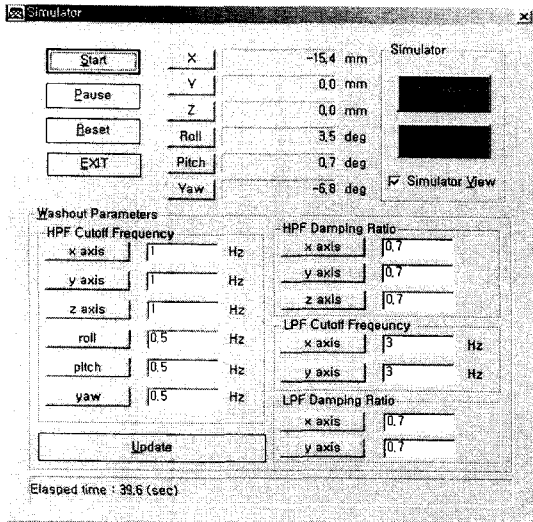 Simulator
Start
Pause
Reset
EXIT
X -15,4 mm
Y 0,0 mm
Z 0,0 mm
Roll 3,5 deg
Pitch 0,7 deg
Yaw -6,8 deg
Simulator
Simulator View
Washout Parameters
HPF Cutoff Frequency
x axis 1 Hz
y axis 1 Hz
z axis 1 Hz
roll 0,5 Hz
pitch 0,5 Hz
yaw 0,5 Hz
Update
HPF Damping Ratio
x axis 0,7
y axis 0,7
z axis 0,7
LPF Cutoff Freqeuncy
x axis 3 Hz
y axis 3 Hz
LPF Damping Ratio
x axis 0,7
y axis 0,7
Elasped time : 39,6 (sec)